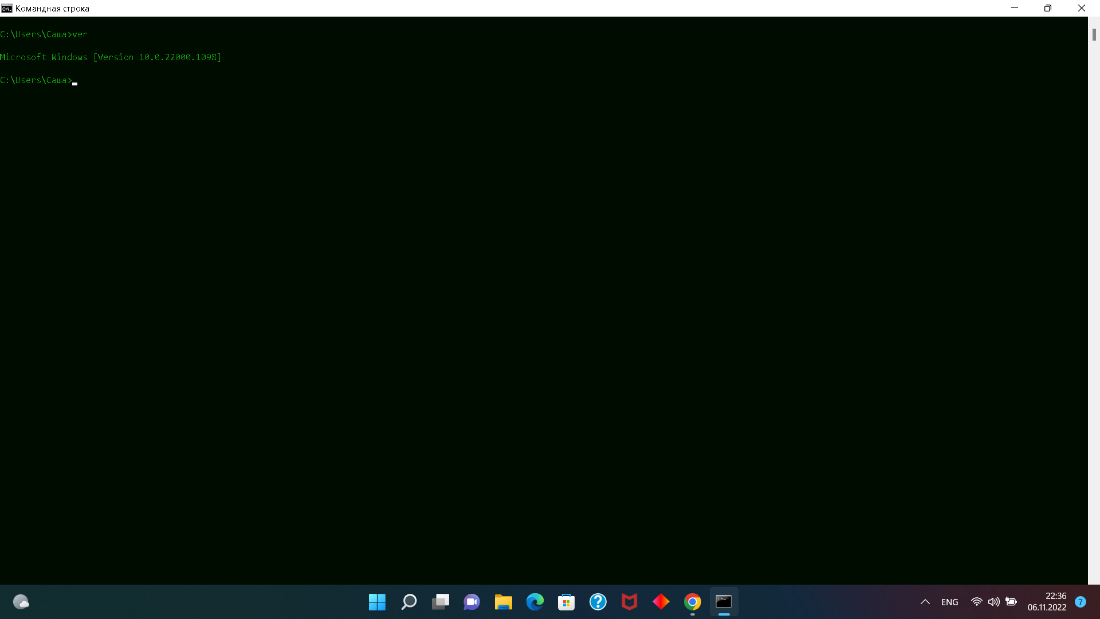 Командная строка
C:\Users\Саша>ver
Microsoft Windows [Version 10.0.22000.1098]
C:\Users\Саша>
ENG
22:36
06.11.2022
7